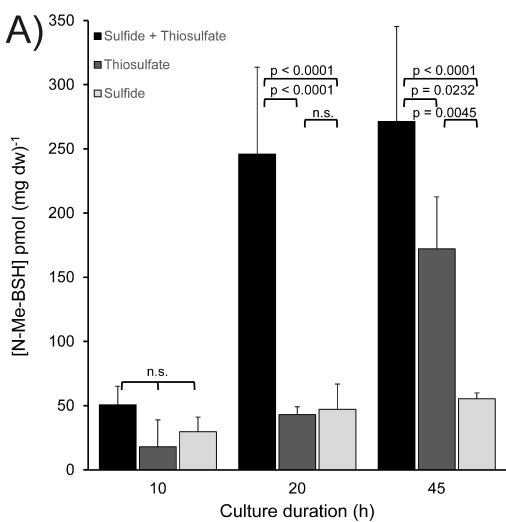 A)
Sulfide + Thiosulfate
Thiosulfate
Sulfide
[N-Me-BSH] pmol (mg dw)-1
350
300
250
200
150
100
50
0
n.s.
p < 0.0001
p < 0.0001
n.s.
p < 0.0001
p = 0.0232
p = 0.0045
10
20
45
Culture duration (h)